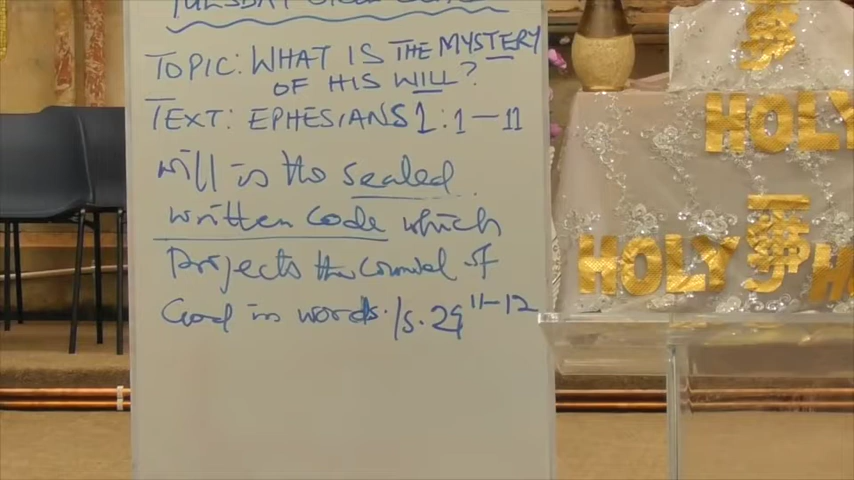 TUESDAY
TOPIC: WHAT IS THE MYSTERY
OF HIS WILL?
TEXT: EPHESIANS 1:1-11
Will is the sealed
written code which
Projects the counsel of
God in words. Is. 29 11-12
HOLY
HOLY
HOLY H